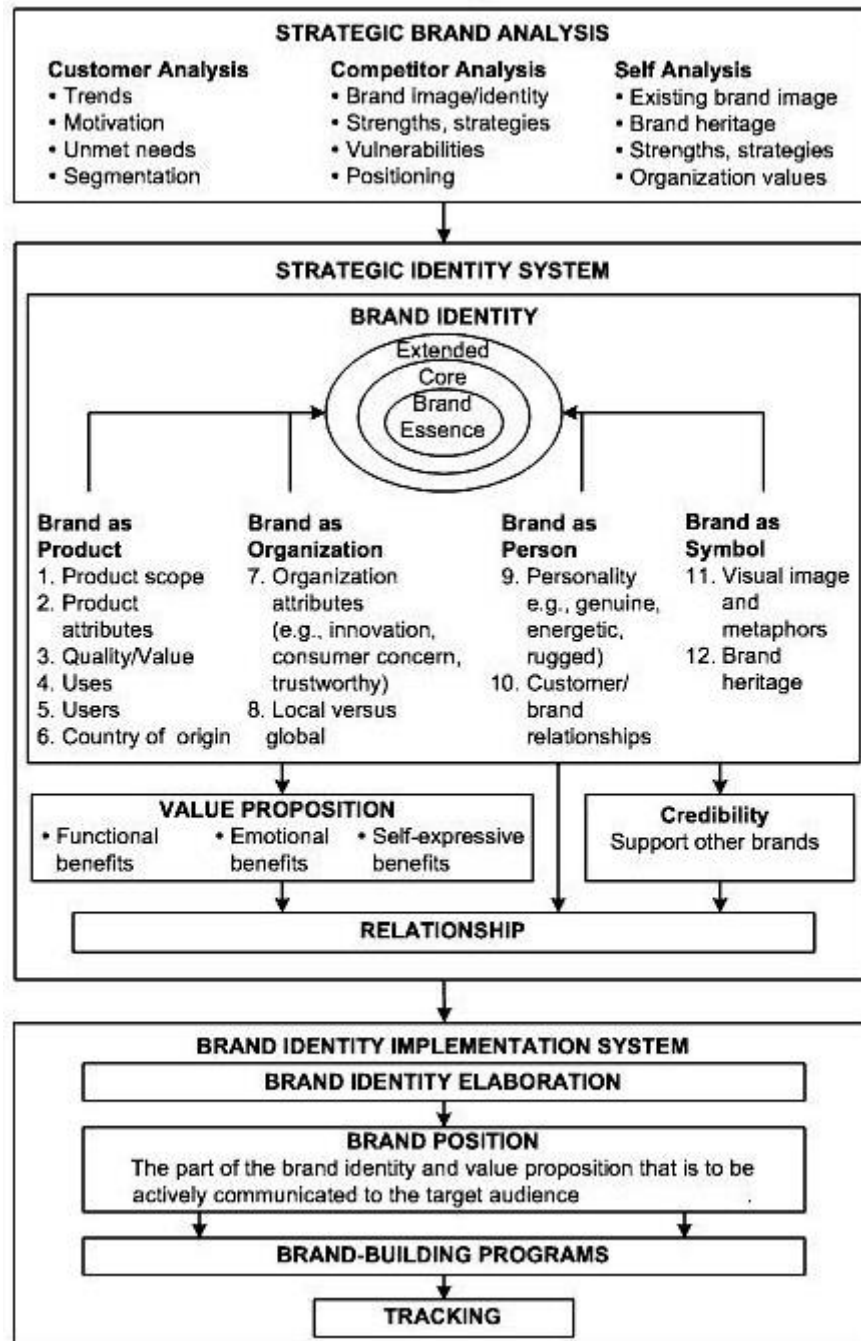 STRATEGIC BRAND ANALYSIS
Customer Analysis
• Trends
• Motivation
• Unmet needs
• Segmentation
Competitor Analysis
• Brand image/identity
• Strengths, strategies
• Vulnerabilities
• Positioning
Self Analysis
• Existing brand image
• Brand heritage
• Strengths, strategies
• Organization values
STRATEGIC IDENTITY SYSTEM
BRAND IDENTITY
Extended
Core
Brand
Essence
Brand as
Product
1. Product scope
2. Product
attributes
3. Quality/Value
4. Uses
5. Users
6. Country of origin
Brand as
Organization
7. Organization
attributes
(e.g., innovation,
consumer concern,
trustworthy)
8. Local versus
global
Brand as
Person
9. Personality
e.g., genuine,
energetic,
rugged)
10. Customer/
brand
relationships
Brand as
Symbol
11. Visual image
and
metaphors
12. Brand
heritage
VALUE PROPOSITION
• Functional
benefits
• Emotional
benefits
• Self-expressive
benefits
Credibility
Support other brands
RELATIONSHIP
BRAND IDENTITY IMPLEMENTATION SYSTEM
BRAND IDENTITY ELABORATION
BRAND POSITION
The part of the brand identity and value proposition that is to be
actively communicated to the target audience .
BRAND-BUILDING PROGRAMS
TRACKING